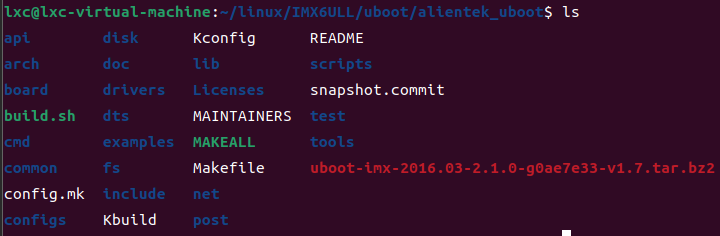 lxc@lxc-virtual-machine:~/linux/IMX6ULL/uboot/alientek_uboot$ ls
api disk Kconfig README
arch doc lib scripts
board drivers Licenses snapshot.commit
build.sh dts MAINTAINERS test
cmd examples MAKEALL tools
common fs Makefile uboot-imx-2016.03-2.1.0-g0ae7e33-v1.7.tar.bz2
config.mk include net
configs Kbuild post